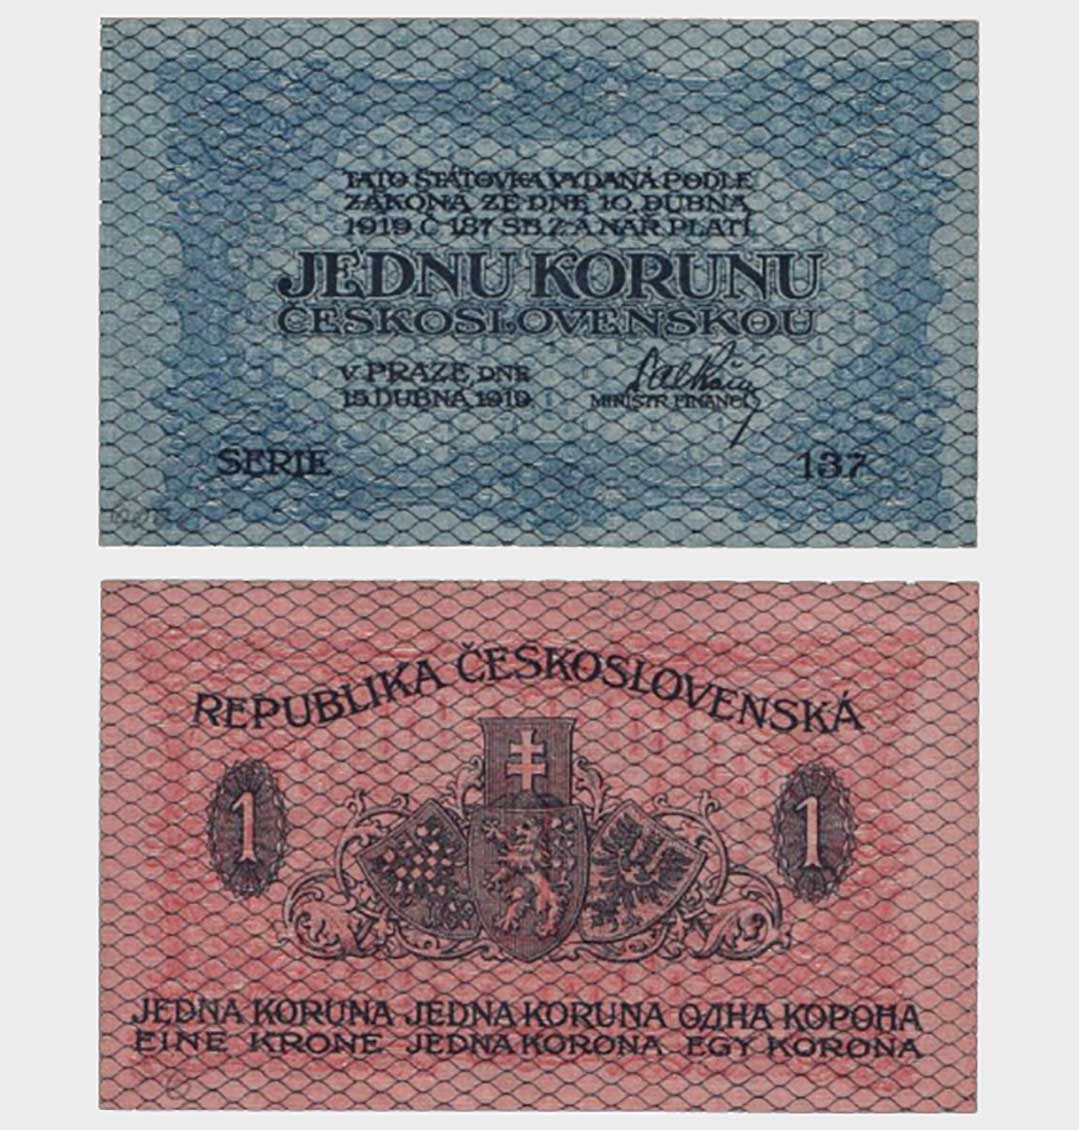 TATO STÁTOVKA VYDANÁ PODLE
ZÁKONA ZE DNE 10. DUBNA
1919 Č 187 SB. Z. A NAŘ. PLATÍ
JEDNU KORUNU
ČESKOSLOVENSKOU
V PRAZE, DNE
15. DUBNA 1919.
MINISTR FINANCÍ
SERIE 137
REPUBLIKA ČESKOSLOVENSKÁ
1 1
JEDNA KORUNA JEDNA KORUNA ОДНА КОРОНА
EINE KRONE JEDNA KORONA EGY KORONA